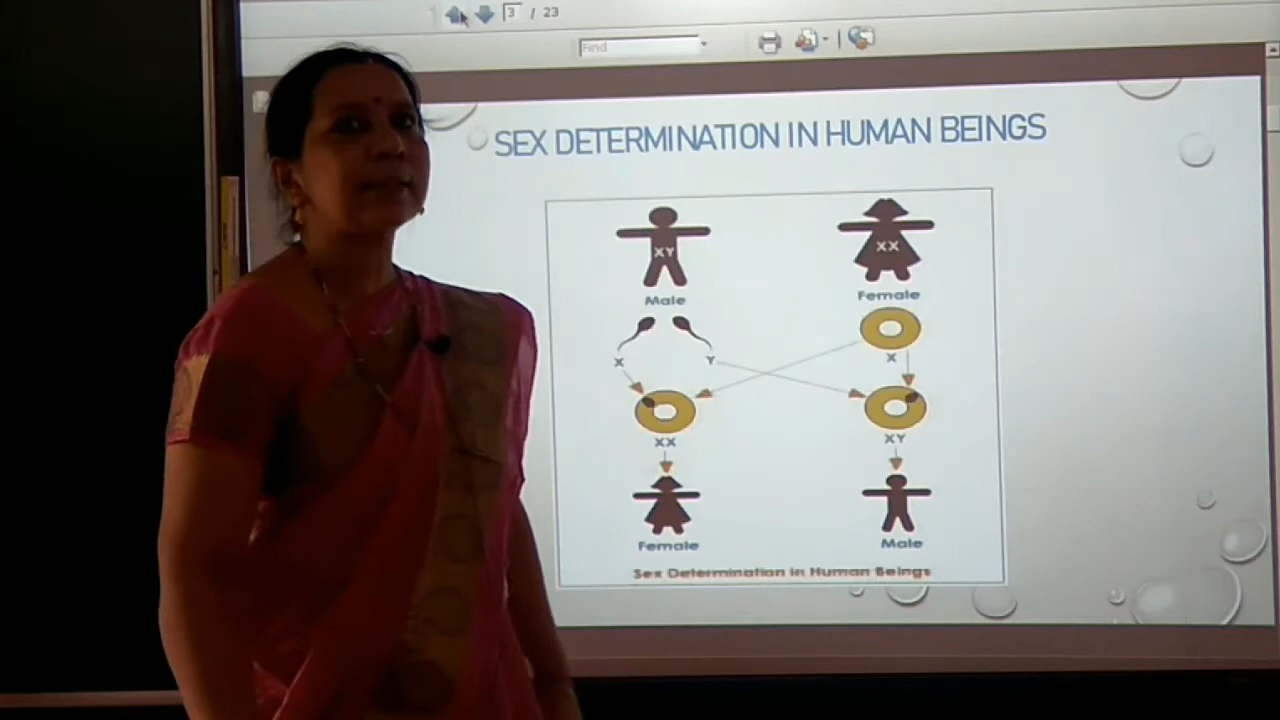 3 / 23
Find
SEX DETERMINATION IN HUMAN BEINGS
XY XX
Male Female
X Y X
XX XY
Female Male
Sex Determination in Human Beings